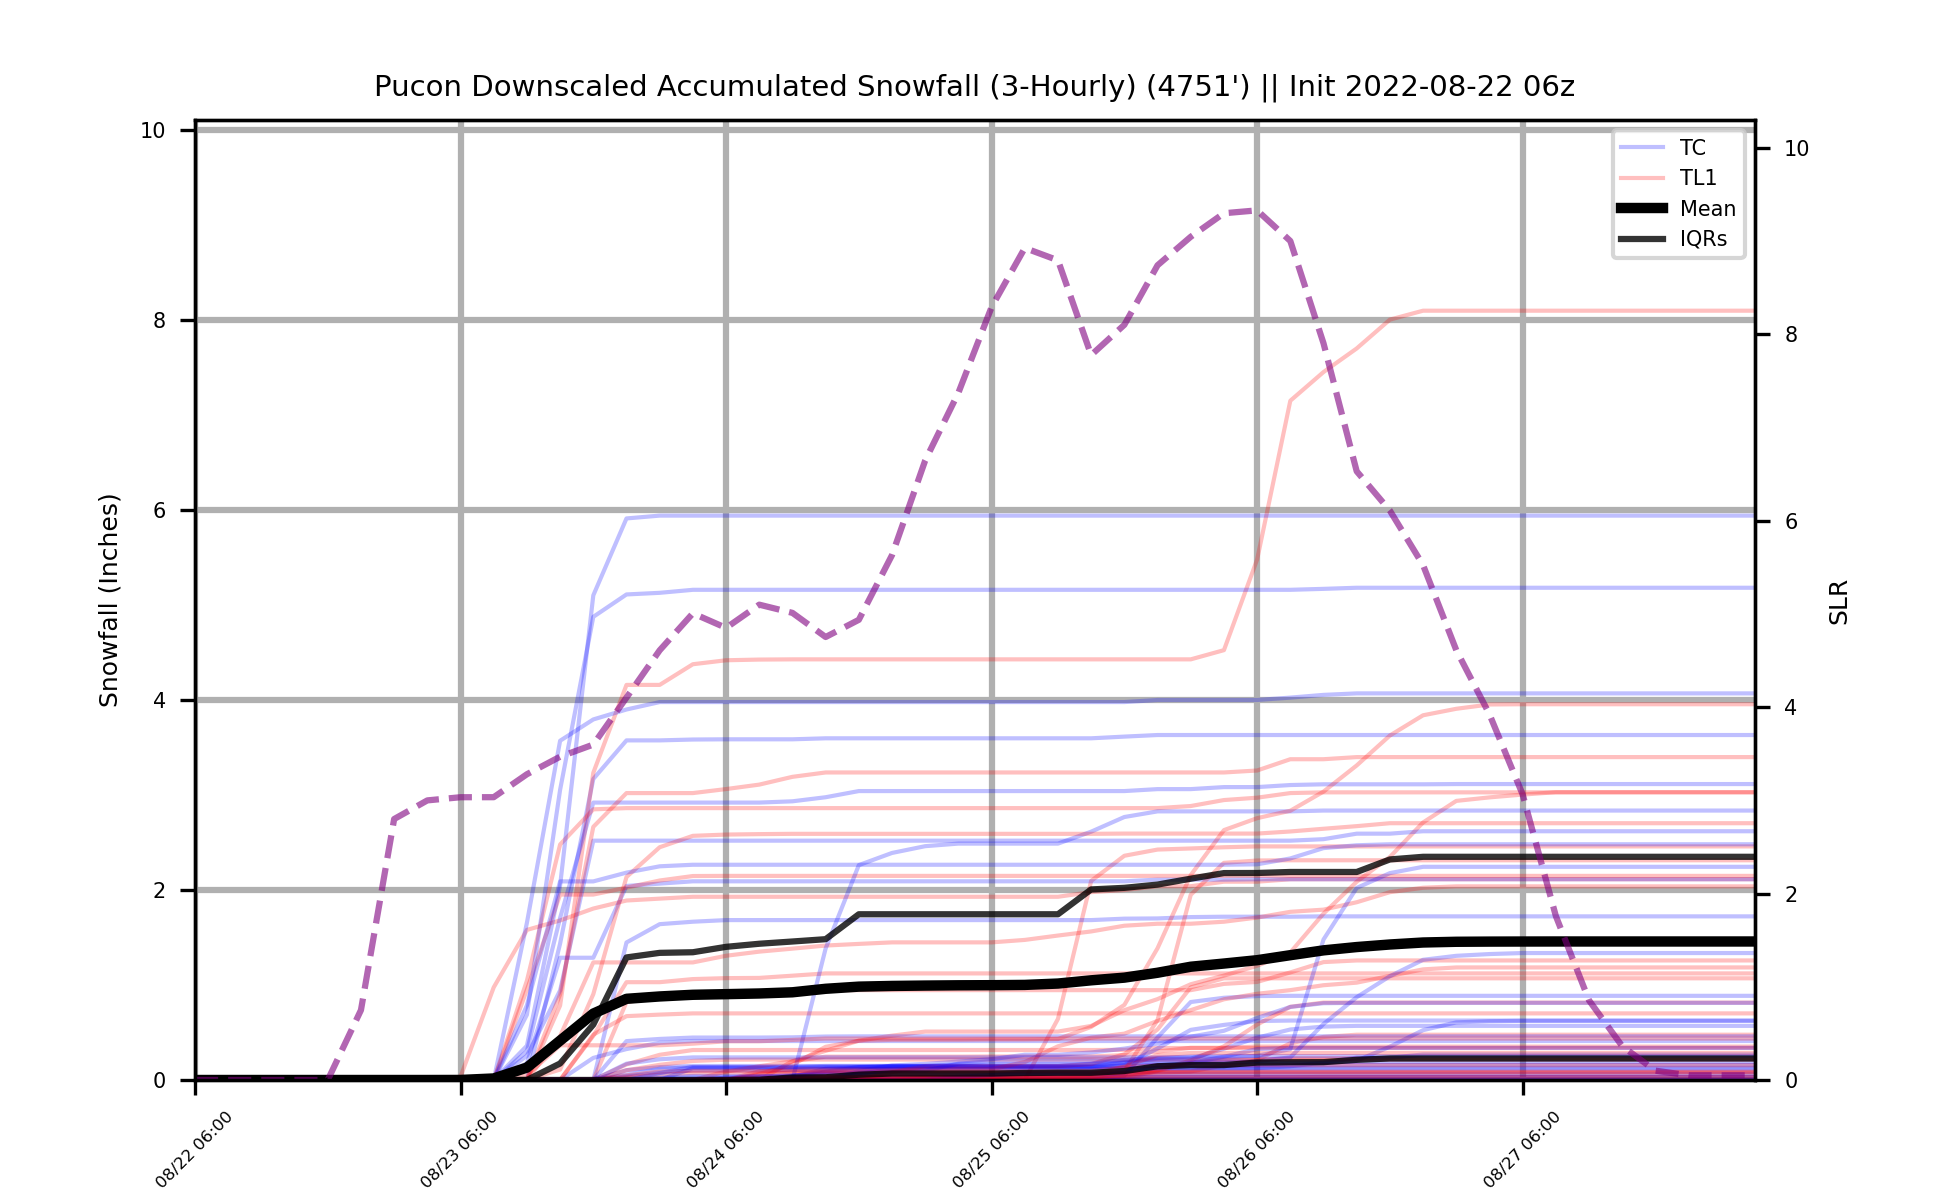 Pucon Downscaled Accumulated Snowfall (3-Hourly) (4751') || Init 2022-08-22 06z
TC
TL1
Mean
IQRs
Snowfall (Inches)
10
8
6
4
2
0
SLR
10
8
6
4
2
0
08/22 06:00
08/23 06:00
08/24 06:00
08/25 06:00
08/26 06:00
08/27 06:00